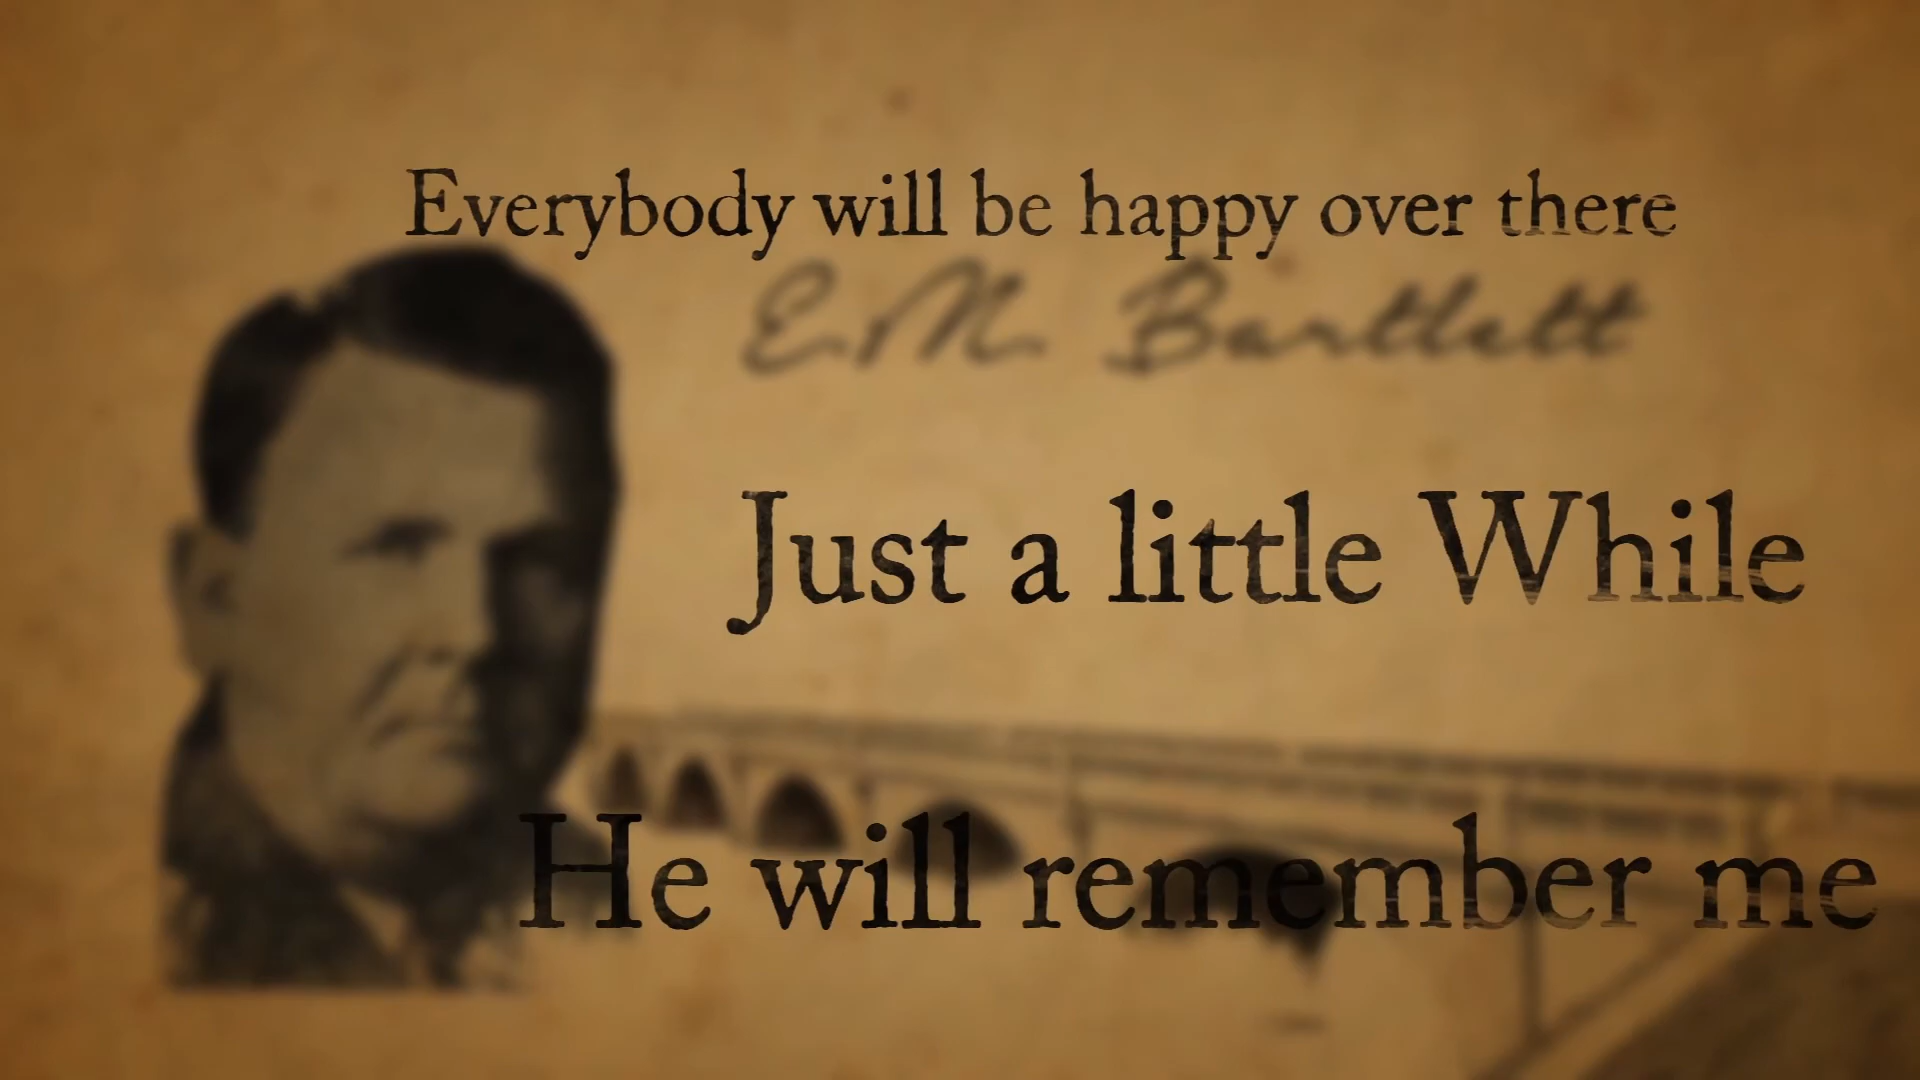 Everybody will be happy over there
E. M. Bartlett
Just a little While
He will remember me